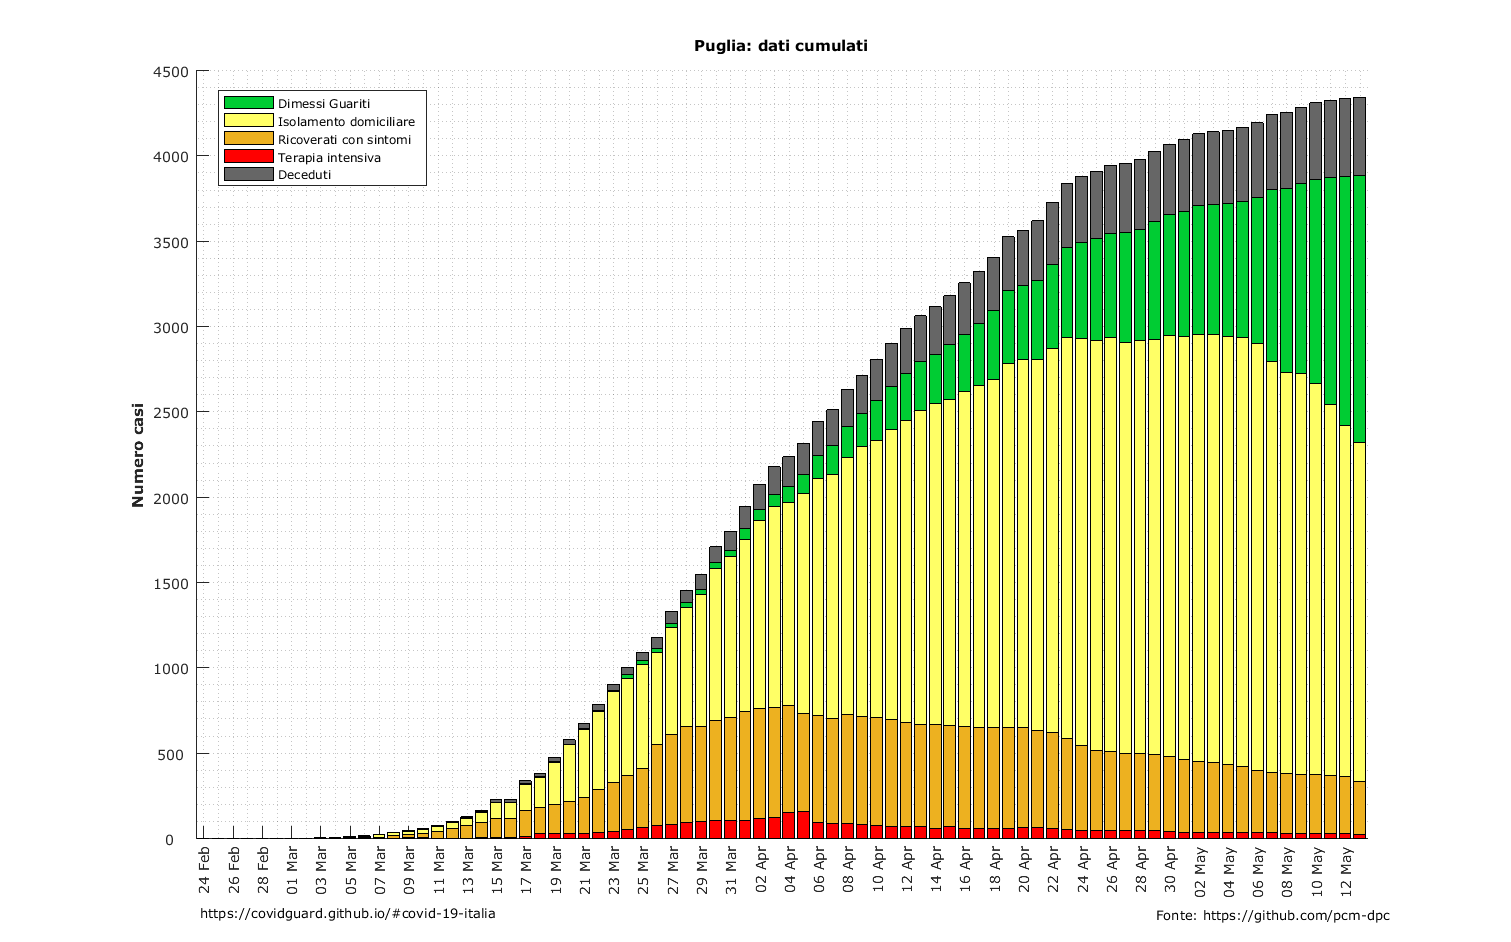 Puglia: dati cumulati
4500
4000
3500
3000
2500
2000
1500
1000
500
0
Numero casi
Dimessi Guariti
Isolamento domiciliare
Ricoverati con sintomi
Terapia intensiva
Deceduti
24 Feb
26 Feb
28 Feb
01 Mar
03 Mar
05 Mar
07 Mar
09 Mar
11 Mar
13 Mar
15 Mar
17 Mar
19 Mar
21 Mar
23 Mar
25 Mar
27 Mar
29 Mar
31 Mar
02 Apr
04 Apr
06 Apr
08 Apr
10 Apr
12 Apr
14 Apr
16 Apr
18 Apr
20 Apr
22 Apr
24 Apr
26 Apr
28 Apr
30 Apr
02 May
04 May
06 May
08 May
10 May
12 May
https://covidguard.github.io/#covid-19-italia
Fonte: https://github.com/pcm-dpc